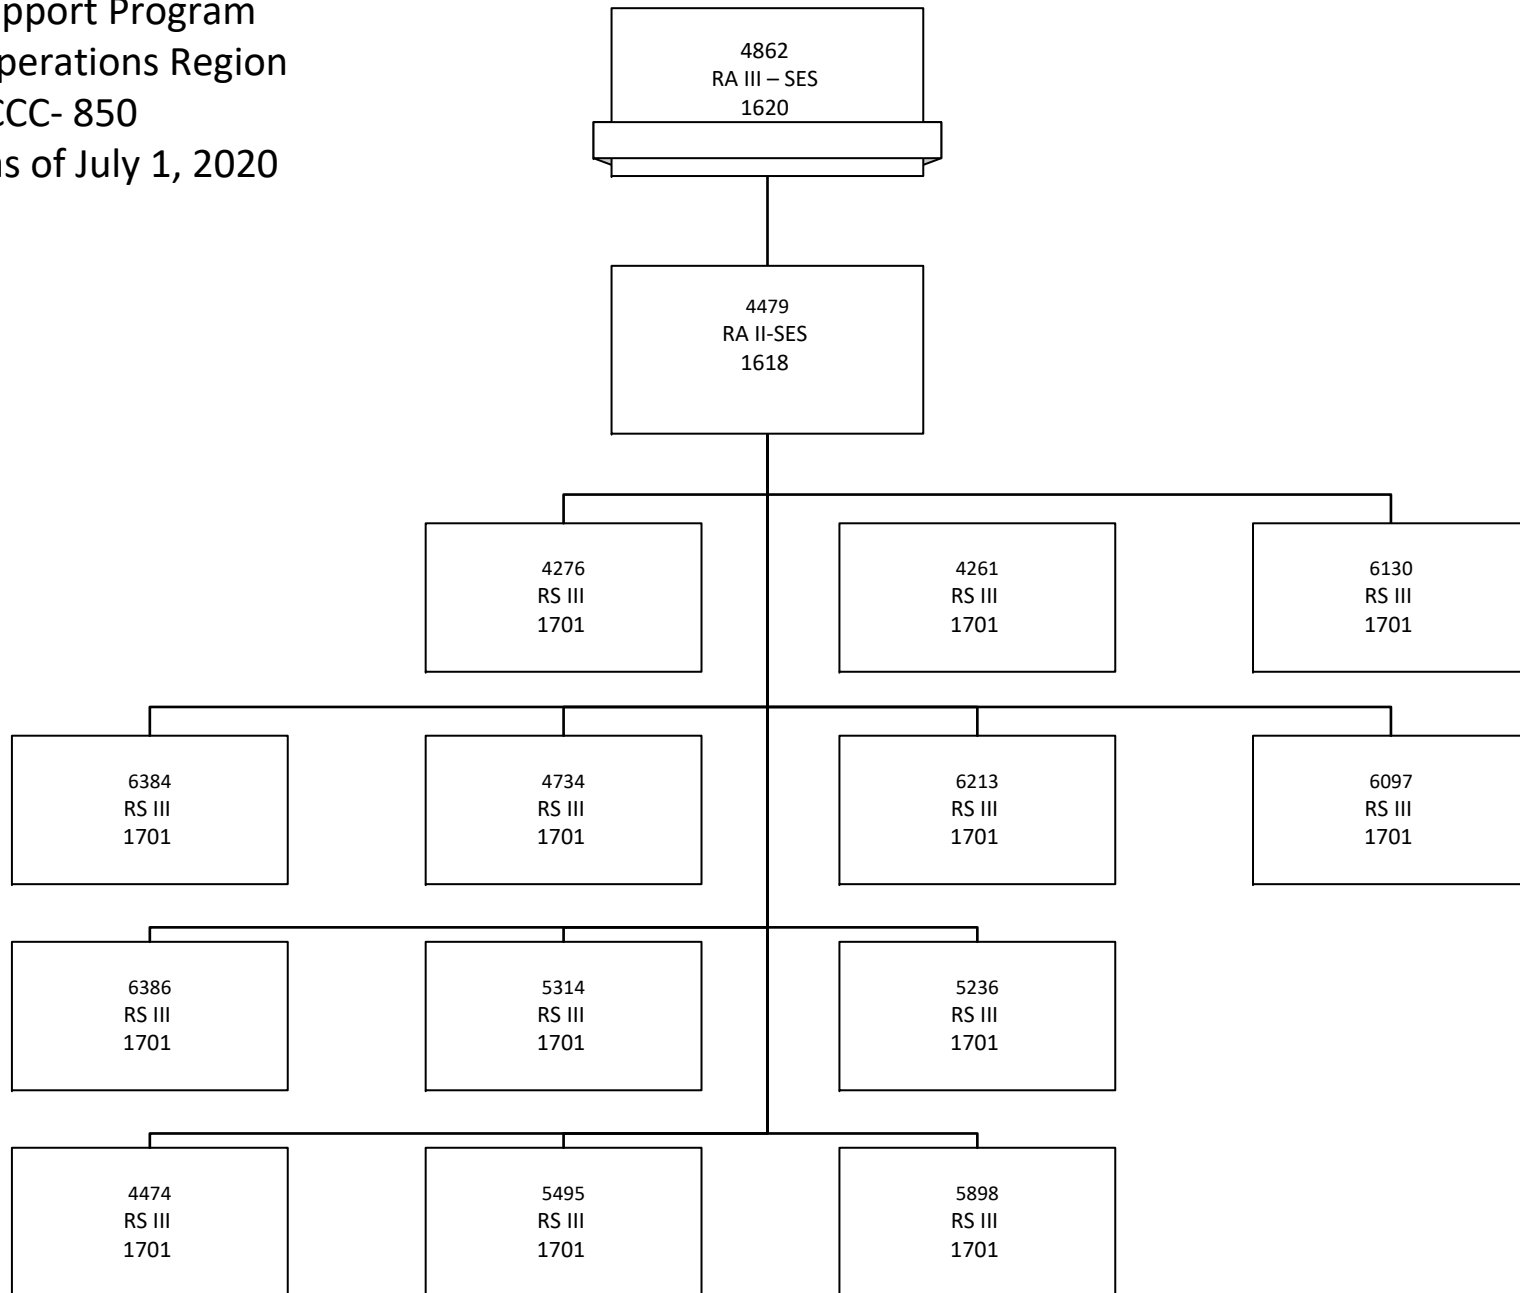 pport Program
perations Region
CCC- 850
as of July 1, 2020
4862
RA III – SES
1620
4479
RA II-SES
1618
4276
RS III
1701
4261
RS III
1701
6130
RS III
1701
6384
RS III
1701
4734
RS III
1701
6213
RS III
1701
6097
RS III
1701
6386
RS III
1701
5314
RS III
1701
5236
RS III
1701
4474
RS III
1701
5495
RS III
1701
5898
RS III
1701